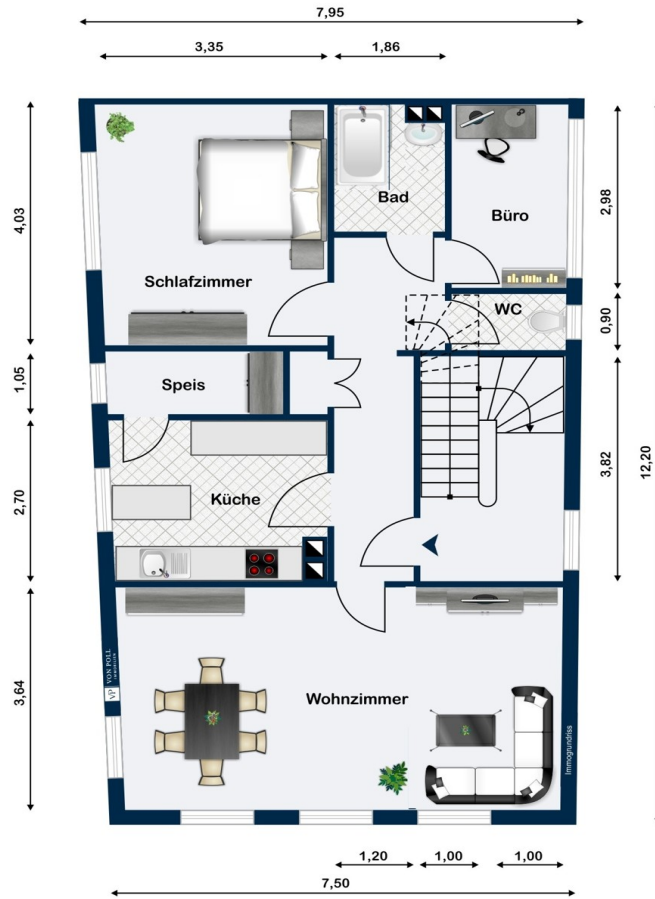 7,95
3,35
1,86
4,03
2,98
Bad
Büro
Schlafzimmer
WC
0,90
1,05
Speis
3,82
12,20
2,70
Küche
3,64
VP VON POLL
IMMOBILIEN
Wohnzimmer
Immogrundriss
1,20
1,00
1,00
7,50